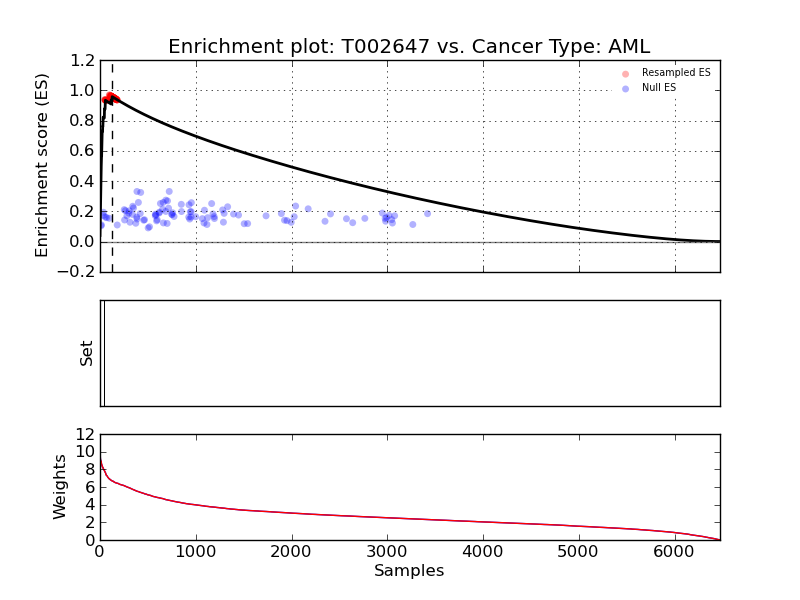 Enrichment plot: T002647 vs. Cancer Type: AML
Enrichment score (ES)
1.2
1.0
0.8
0.6
0.4
0.2
0.0
−0.2
Resampled ES
Null ES
Set
Weights
12
10
8
6
4
2
0
0 1000 2000 3000 4000 5000 6000
Samples